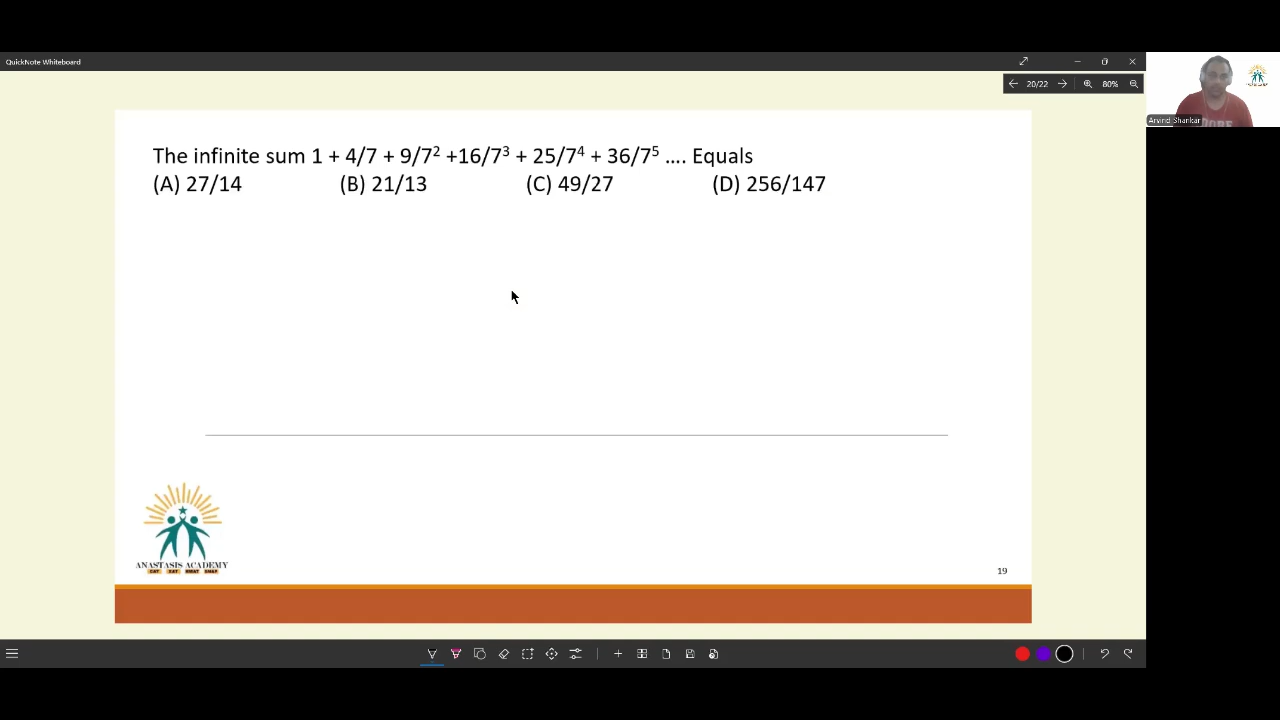 QuickNote Whiteboard
20/22
80%
Arvind Shankar
The infinite sum 1 + 4/7 + 9/7² +16/7³ + 25/7⁴ + 36/7⁵ .... Equals
(A) 27/14 (B) 21/13 (C) 49/27 (D) 256/147
ANASTASIS ACADEMY
19